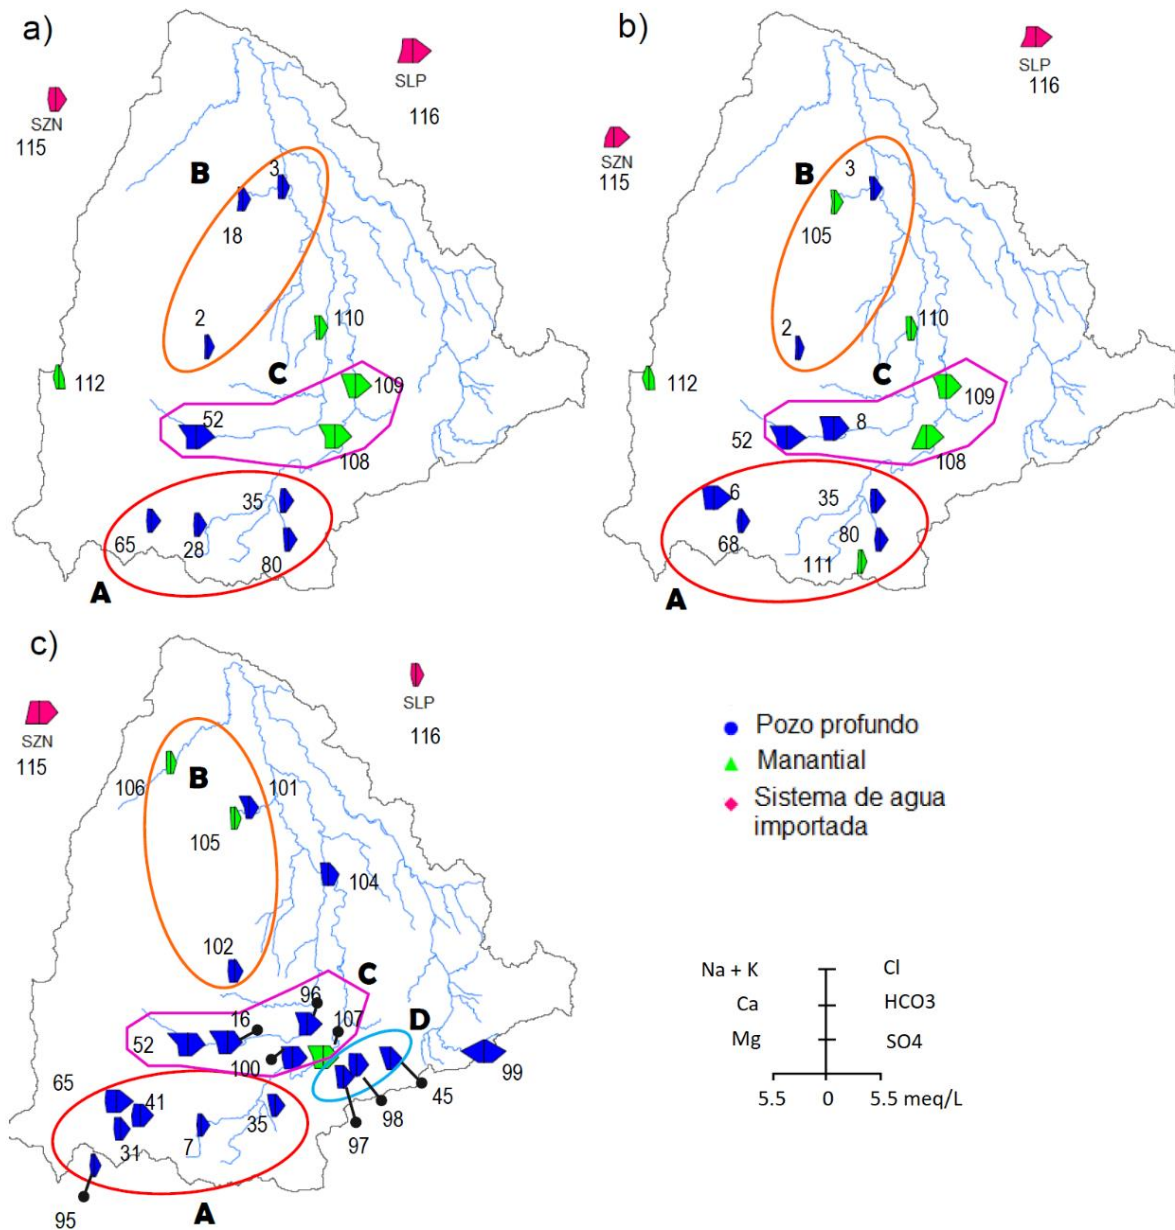 a)
SZN
115
SLP
116
B
3
18
2
110
C
109
112
52
108
35
65
28
80
A
b)
SLP
116
SZN
115
B
3
105
2
110
C
109
112
52
8
108
6
35
68
80
111
A
c)
SLP
116
SZN
115
106
B
101
105
104
102
C
96
107
D
16
52
100
99
45
98
97
65
41
31
7
35
95
A
Pozo profundo
Manantial
Sistema de agua
importada
Na + K
Cl
Ca
HCO3
Mg
SO4
5.5
0
5.5 meq/L